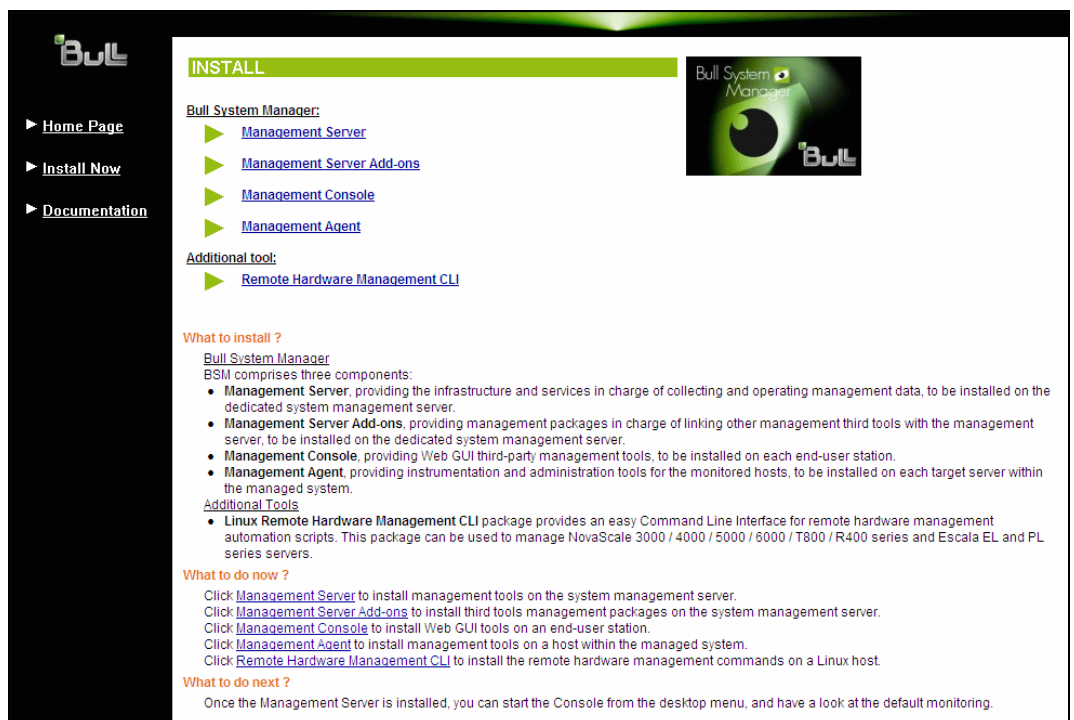 Bull
Home Page
Install Now
Documentation
INSTALL
Bull System Manager
Bull
Bull System Manager:
Management Server
Management Server Add-ons
Management Console
Management Agent
Additional tool:
Remote Hardware Management CLI
What to install ?
Bull System Manager
BSM comprises three components:
• Management Server, providing the infrastructure and services in charge of collecting and operating management data, to be installed on the
dedicated system management server.
• Management Server Add-ons, providing management packages in charge of linking other management third tools with the management
server, to be installed on the dedicated system management server.
• Management Console, providing Web GUI third-party management tools, to be installed on each end-user station.
• Management Agent, providing instrumentation and administration tools for the monitored hosts, to be installed on each target server within
the managed system.
Additional Tools
• Linux Remote Hardware Management CLI package provides an easy Command Line Interface for remote hardware management
automation scripts. This package can be used to manage NovaScale 3000 / 4000 / 5000 / 6000 / T800 / R400 series and Escala EL and PL
series servers.
What to do now ?
Click Management Server to install management tools on the system management server.
Click Management Server Add-ons to install third tools management packages on the system management server.
Click Management Console to install Web GUI tools on an end-user station.
Click Management Agent to install management tools on a host within the managed system.
Click Remote Hardware Management CLI to install the remote hardware management commands on a Linux host.
What to do next ?
Once the Management Server is installed, you can start the Console from the desktop menu, and have a look at the default monitoring.